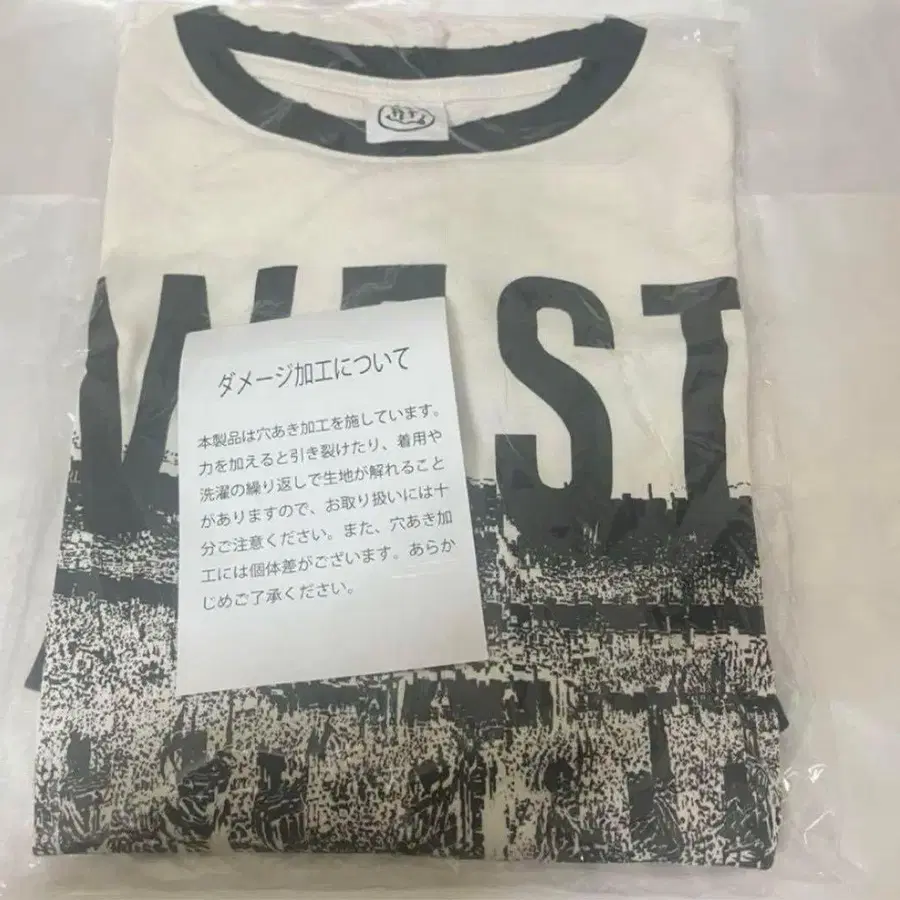 WEST
ダメージ加工について
本製品は穴あき加工を施しています。
力を加えると引き裂けたり、着用や
洗濯の繰り返しで生地が解れること
がありますので、お取り扱いには十
分ご注意ください。また、穴あき加
工には個体差がございます。あらか
じめご了承ください。